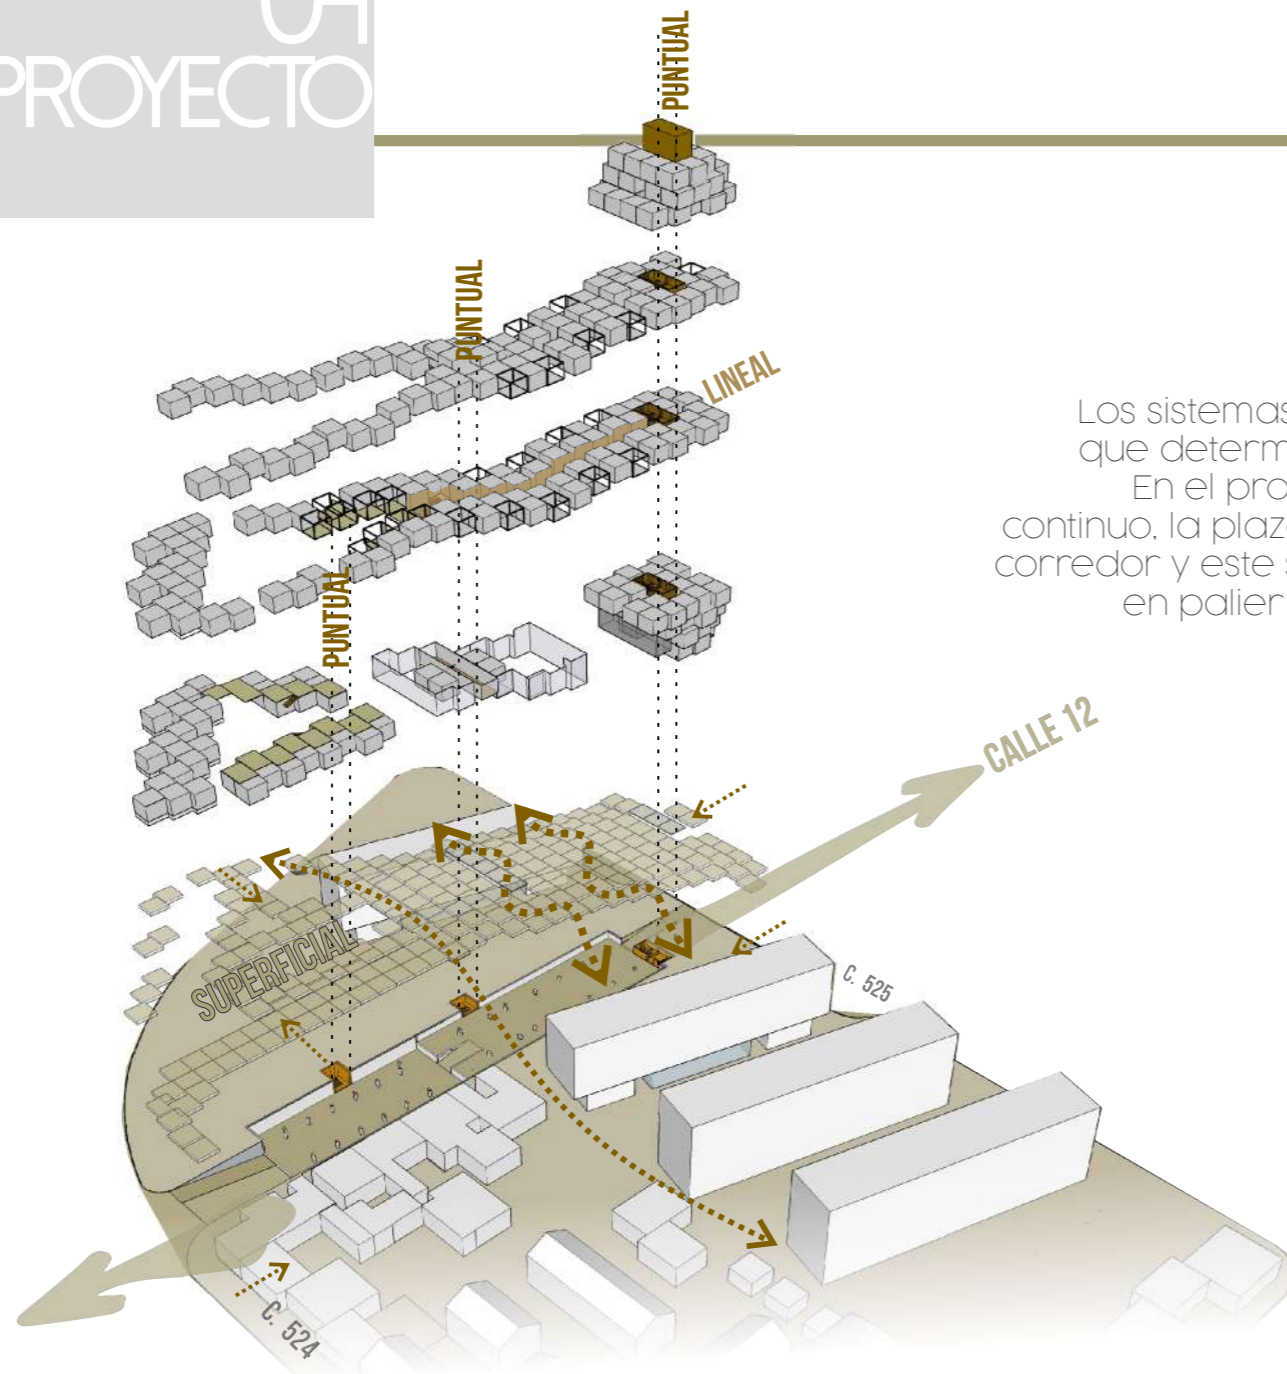 PROYECTO
PUNTUAL
PUNTUAL
LINEAL
Los sistemas
que determ
En el pro
continuo, la plaz
corredor y este s
en palier
PUNTUAL
CALLE 12
SUPERFICIAL
C. 525
C. 524